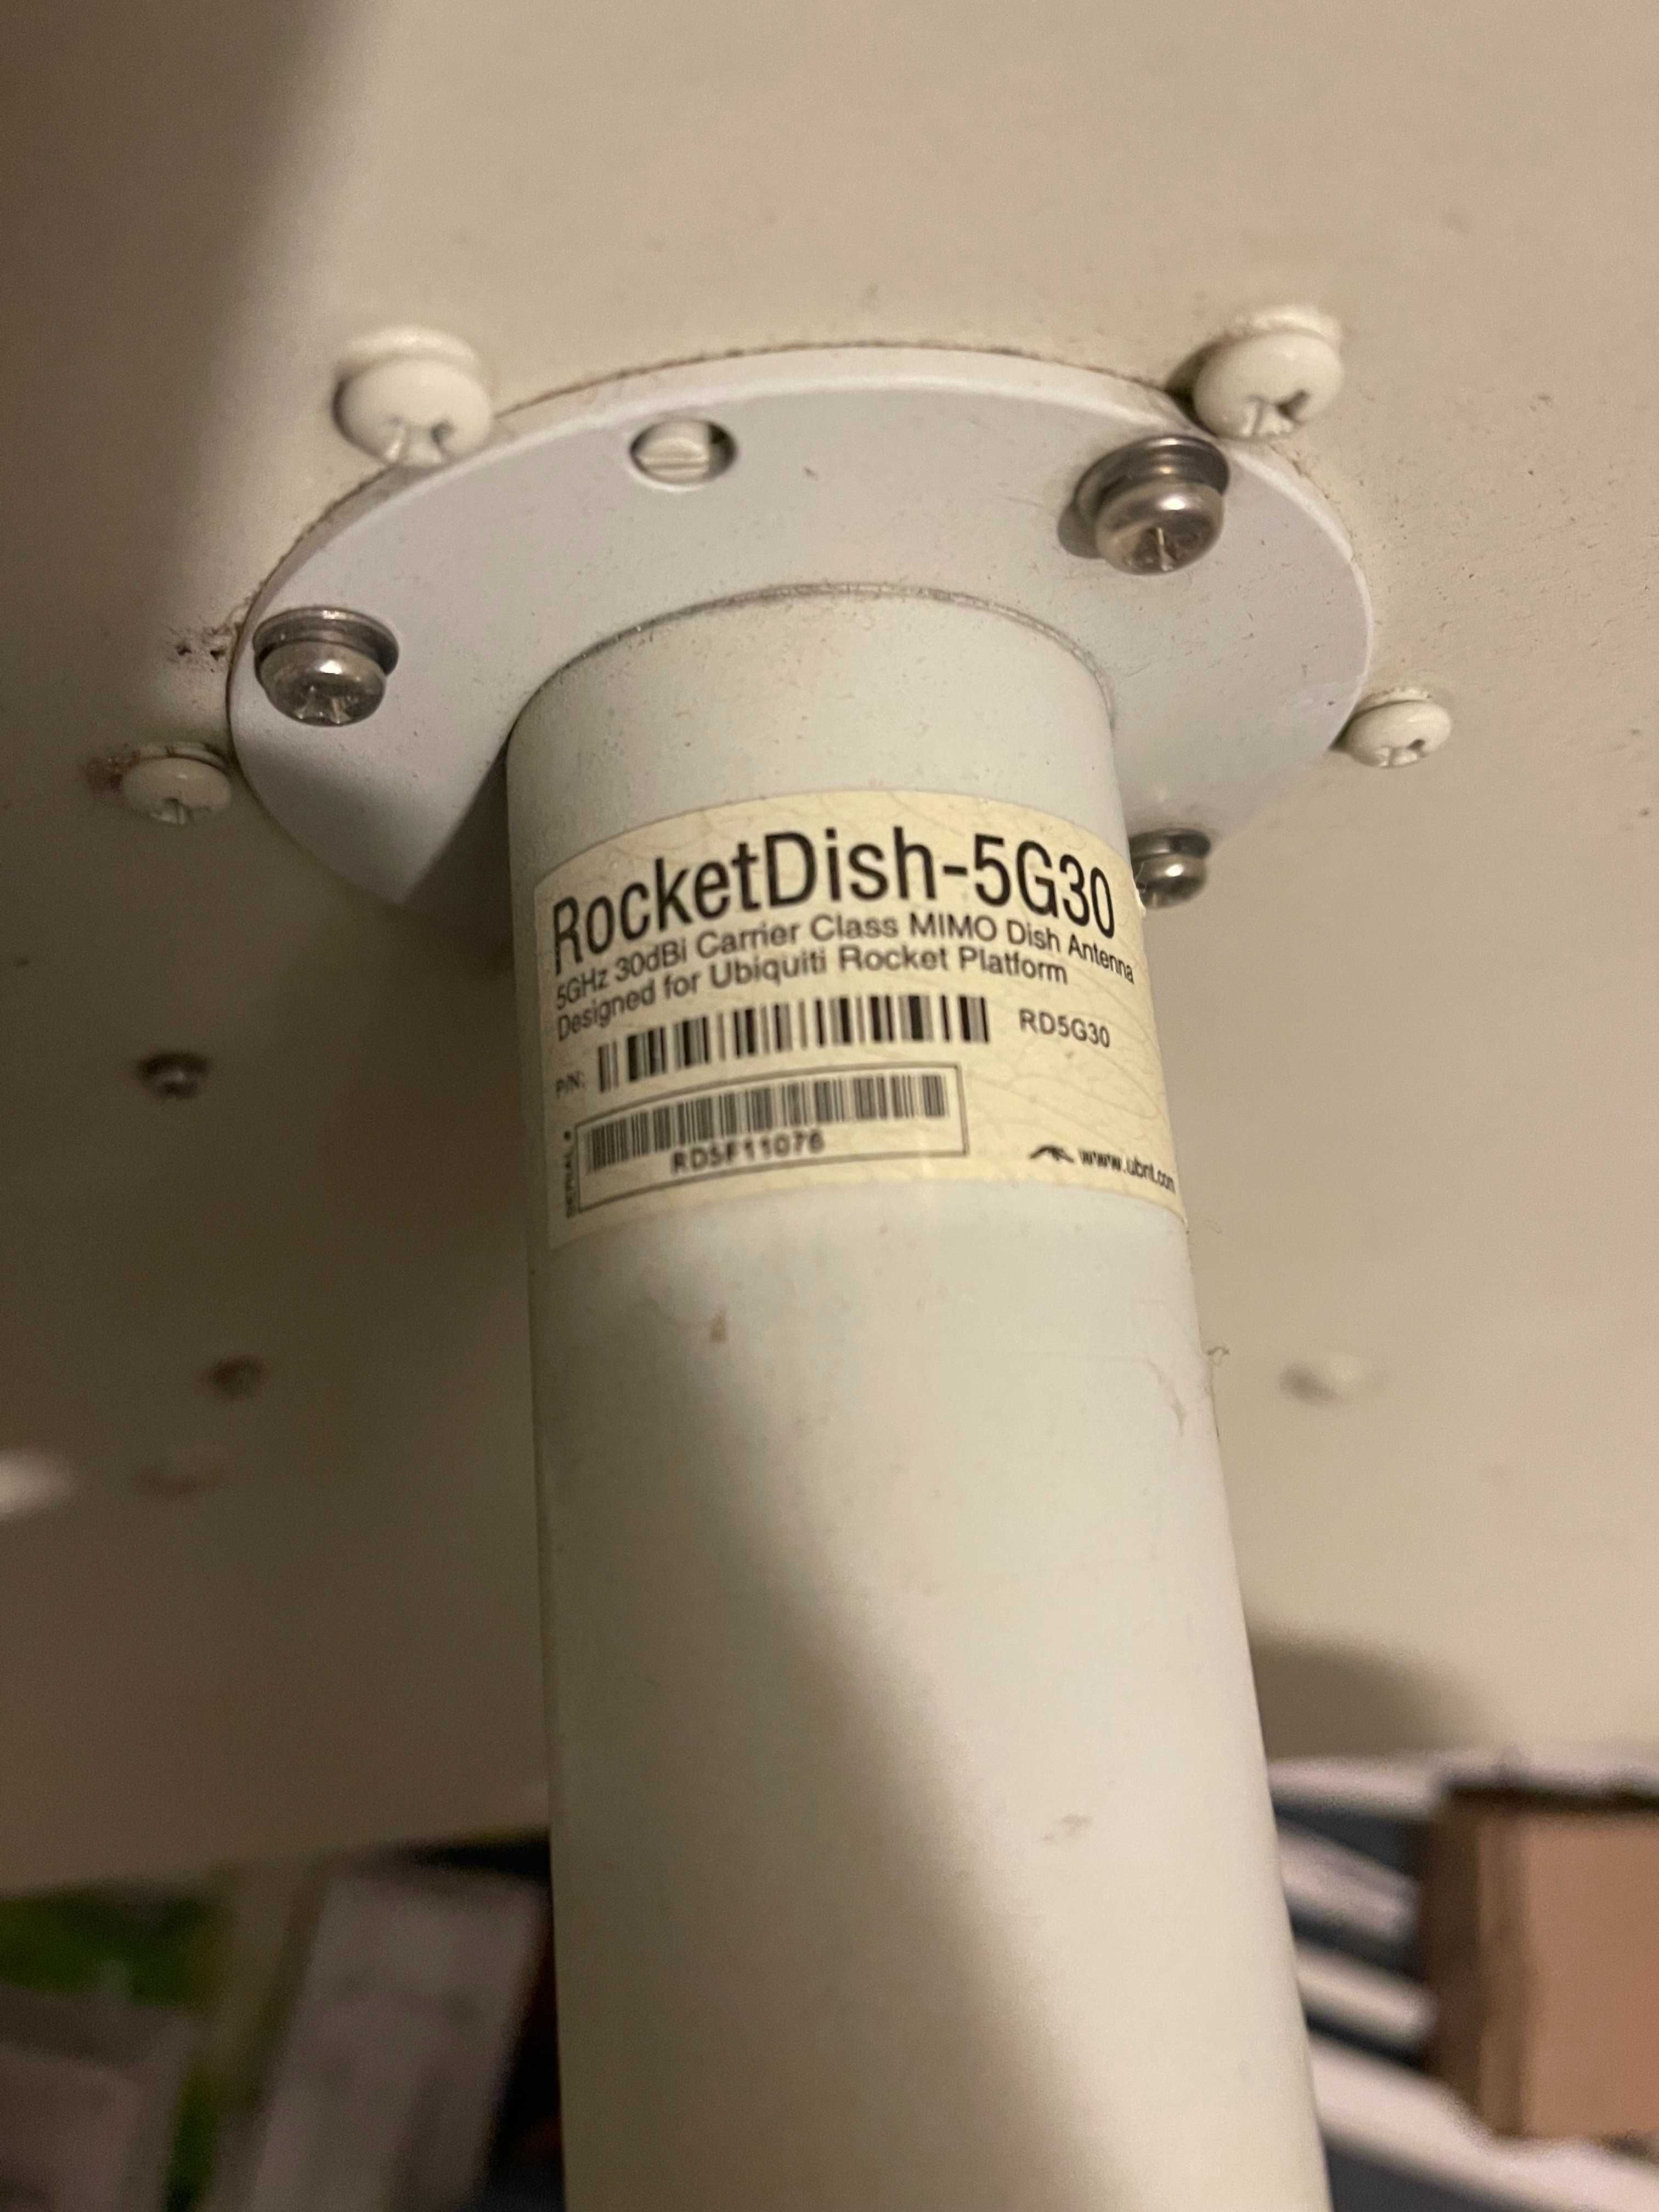 RocketDish-5G30
5GHz 30dBi Carrier Class MIMO Dish Antenna
Designed for Ubiquiti Rocket Platform
P/N: RD5G30
SERIAL #
RD5F11076
www.ubnt.com